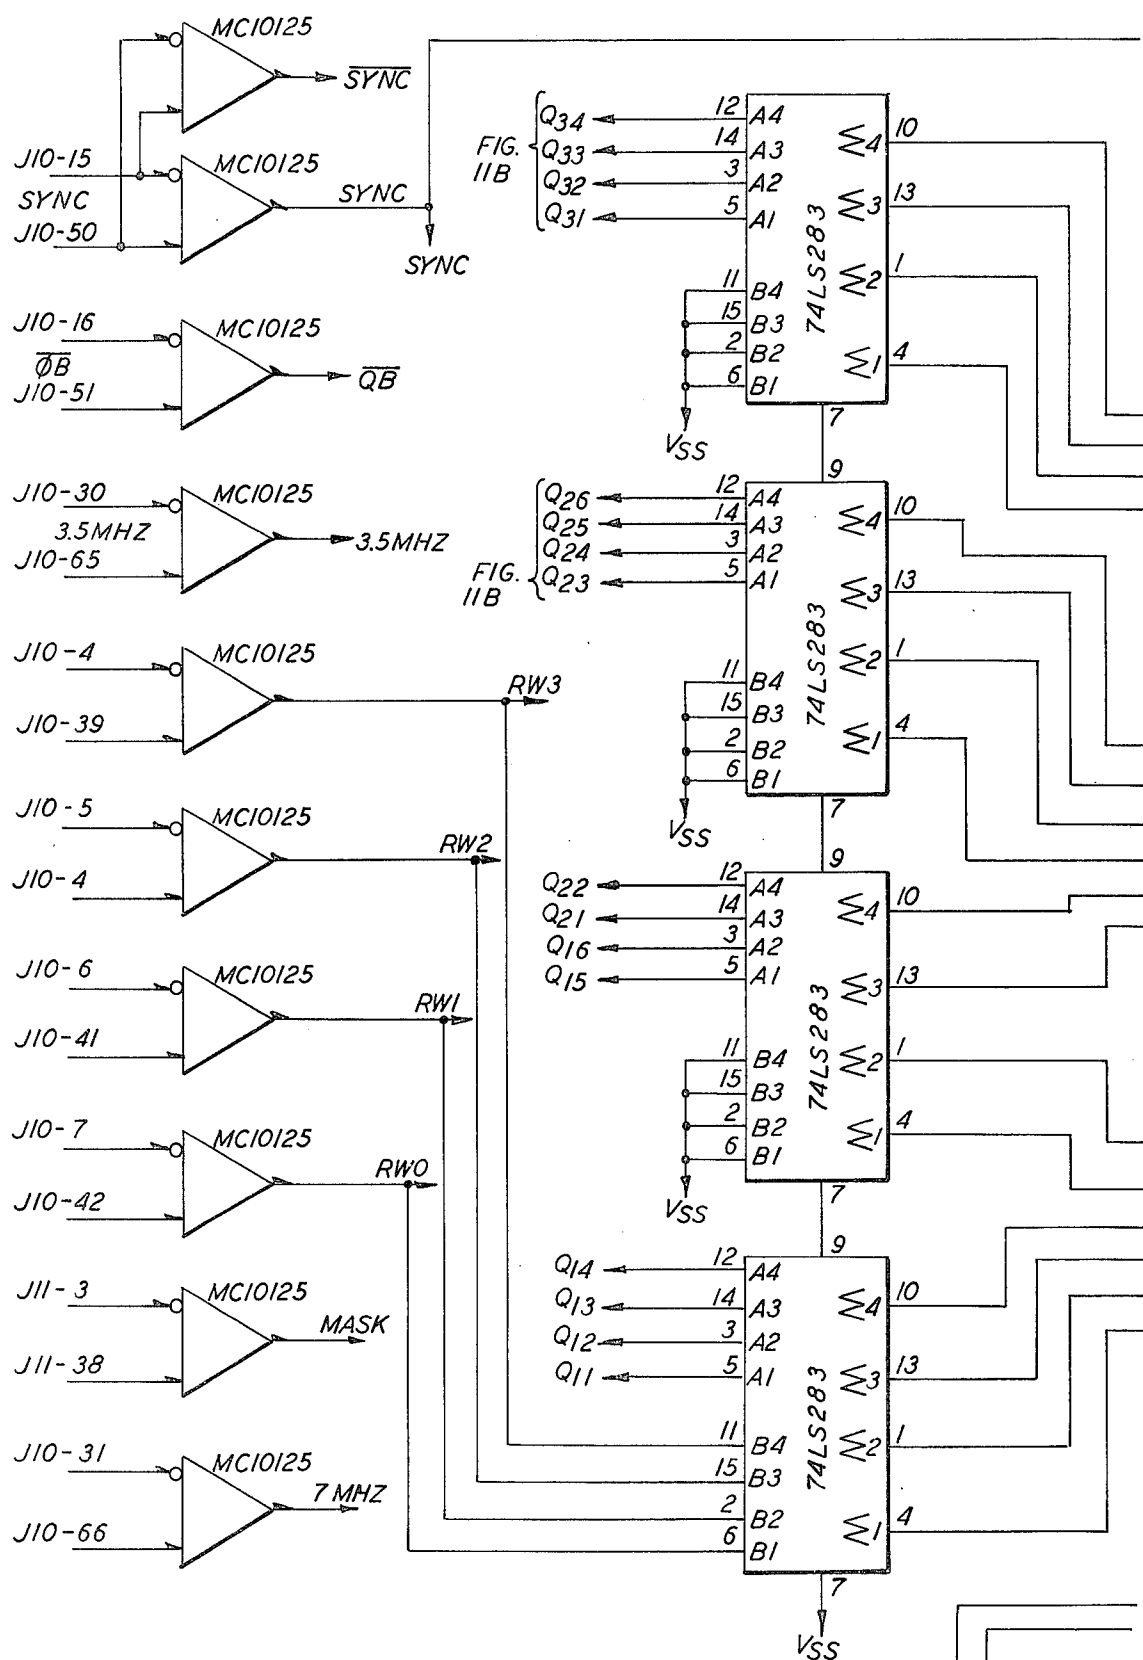 MC10125
SYNC
J10-15
MC10125
SYNC
SYNC
J10-50
SYNC
J10-16
MC10125
ΦB
QB
J10-51
J10-30
MC10125
3.5MHZ
3.5MHZ
J10-65
J10-4
MC10125
RW3
J10-39
J10-5
MC10125
RW2
J10-4
J10-6
MC10125
RW1
J10-41
J10-7
MC10125
RW0
J10-42
J11-3
MC10125
MASK
J11-38
J10-31
MC10125
7MHZ
J10-66
FIG.
11B
Q34 12 A4
Q33 14 A3
Q32 3 A2
Q31 5 A1
11 B4
15 B3
2 B2
6 B1
VSS
74LS283
Σ4 10
Σ3 13
Σ2 1
Σ1 4
7
9
FIG.
11B
Q26 12 A4
Q25 14 A3
Q24 3 A2
Q23 5 A1
11 B4
15 B3
2 B2
6 B1
VSS
74LS283
Σ4 10
Σ3 13
Σ2 1
Σ1 4
7
9
Q22 12 A4
Q21 14 A3
Q16 3 A2
Q15 5 A1
11 B4
15 B3
2 B2
6 B1
VSS
74LS283
Σ4 10
Σ3 13
Σ2 1
Σ1 4
7
9
Q14 12 A4
Q13 14 A3
Q12 3 A2
Q11 5 A1
11 B4
15 B3
2 B2
6 B1
74LS283
Σ4 10
Σ3 13
Σ2 1
Σ1 4
7
VSS